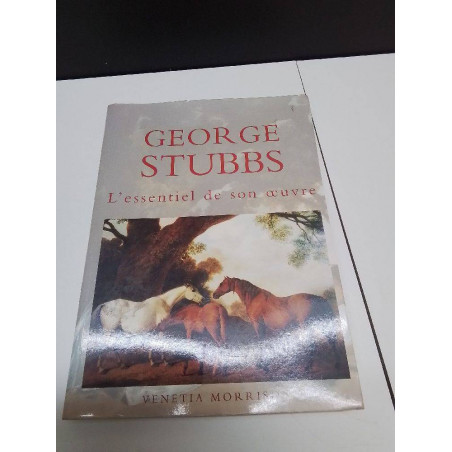 GEORGE
STUBBS
L'essentiel de son œuvre
VENETIA MORRIS